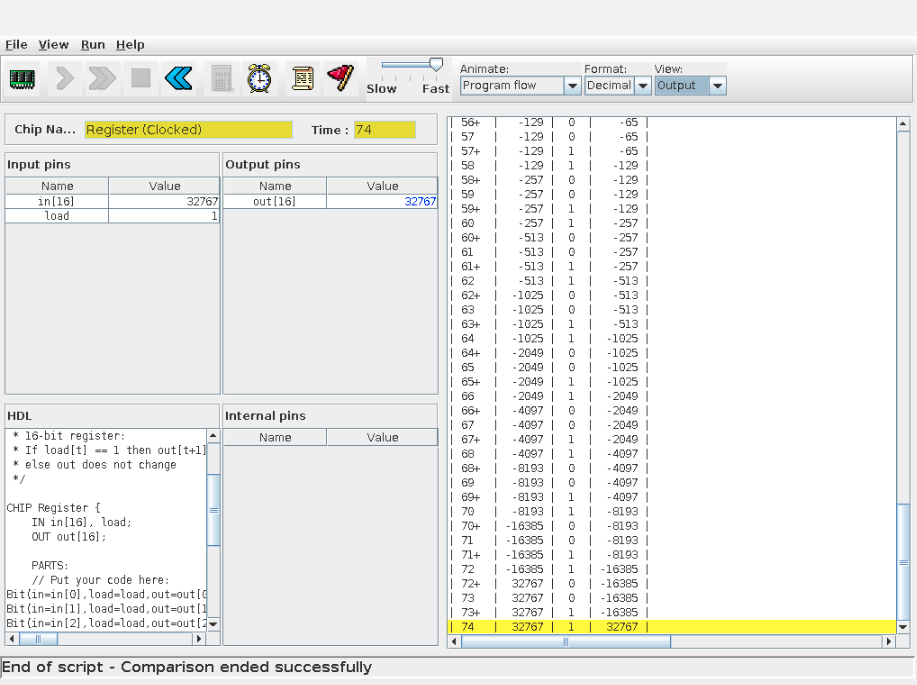 File View Run Help
Slow Fast
Animate: Format: View:
Program flow Decimal Output
Chip Na... Register (Clocked) Time : 74
Input pins
Name Value
in[16] 32767
load 1
Output pins
Name Value
out[16] 32767
HDL
* 16-bit register:
* If load[t] == 1 then out[t+1]
* else out does not change
*/
CHIP Register {
IN in[16], load;
OUT out[16];
PARTS:
// Put your code here:
Bit(in=in[0],load=load,out=out[0
Bit(in=in[1],load=load,out=out[1
Bit(in=in[2],load=load,out=out[2
Internal pins
Name Value
| 56+ | -129 | 0 | -65 |
| 57 | -129 | 0 | -65 |
| 57+ | -129 | 1 | -65 |
| 58 | -129 | 1 | -129 |
| 58+ | -257 | 0 | -129 |
| 59 | -257 | 0 | -129 |
| 59+ | -257 | 1 | -129 |
| 60 | -257 | 1 | -257 |
| 60+ | -513 | 0 | -257 |
| 61 | -513 | 0 | -257 |
| 61+ | -513 | 1 | -257 |
| 62 | -513 | 1 | -513 |
| 62+ | -1025 | 0 | -513 |
| 63 | -1025 | 0 | -513 |
| 63+ | -1025 | 1 | -513 |
| 64 | -1025 | 1 | -1025 |
| 64+ | -2049 | 0 | -1025 |
| 65 | -2049 | 0 | -1025 |
| 65+ | -2049 | 1 | -1025 |
| 66 | -2049 | 1 | -2049 |
| 66+ | -4097 | 0 | -2049 |
| 67 | -4097 | 0 | -2049 |
| 67+ | -4097 | 1 | -2049 |
| 68 | -4097 | 1 | -4097 |
| 68+ | -8193 | 0 | -4097 |
| 69 | -8193 | 0 | -4097 |
| 69+ | -8193 | 1 | -4097 |
| 70 | -8193 | 1 | -8193 |
| 70+ | -16385 | 0 | -8193 |
| 71 | -16385 | 0 | -8193 |
| 71+ | -16385 | 1 | -8193 |
| 72 | -16385 | 1 | -16385 |
| 72+ | 32767 | 0 | -16385 |
| 73 | 32767 | 0 | -16385 |
| 73+ | 32767 | 1 | -16385 |
| 74 | 32767 | 1 | 32767 |
End of script - Comparison ended successfully